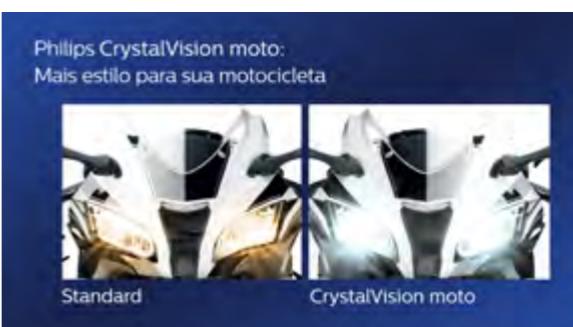 Philips CrystalVision moto:
Mais estilo para sua motocicleta
Standard
CrystalVision moto